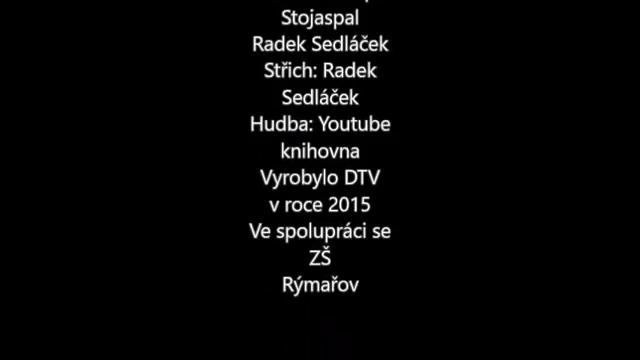 Stojaspal
Radek Sedláček
Střich: Radek
Sedláček
Hudba: Youtube
knihovna
Vyrobylo DTV
v roce 2015
Ve spolupráci se
ZŠ
Rýmařov